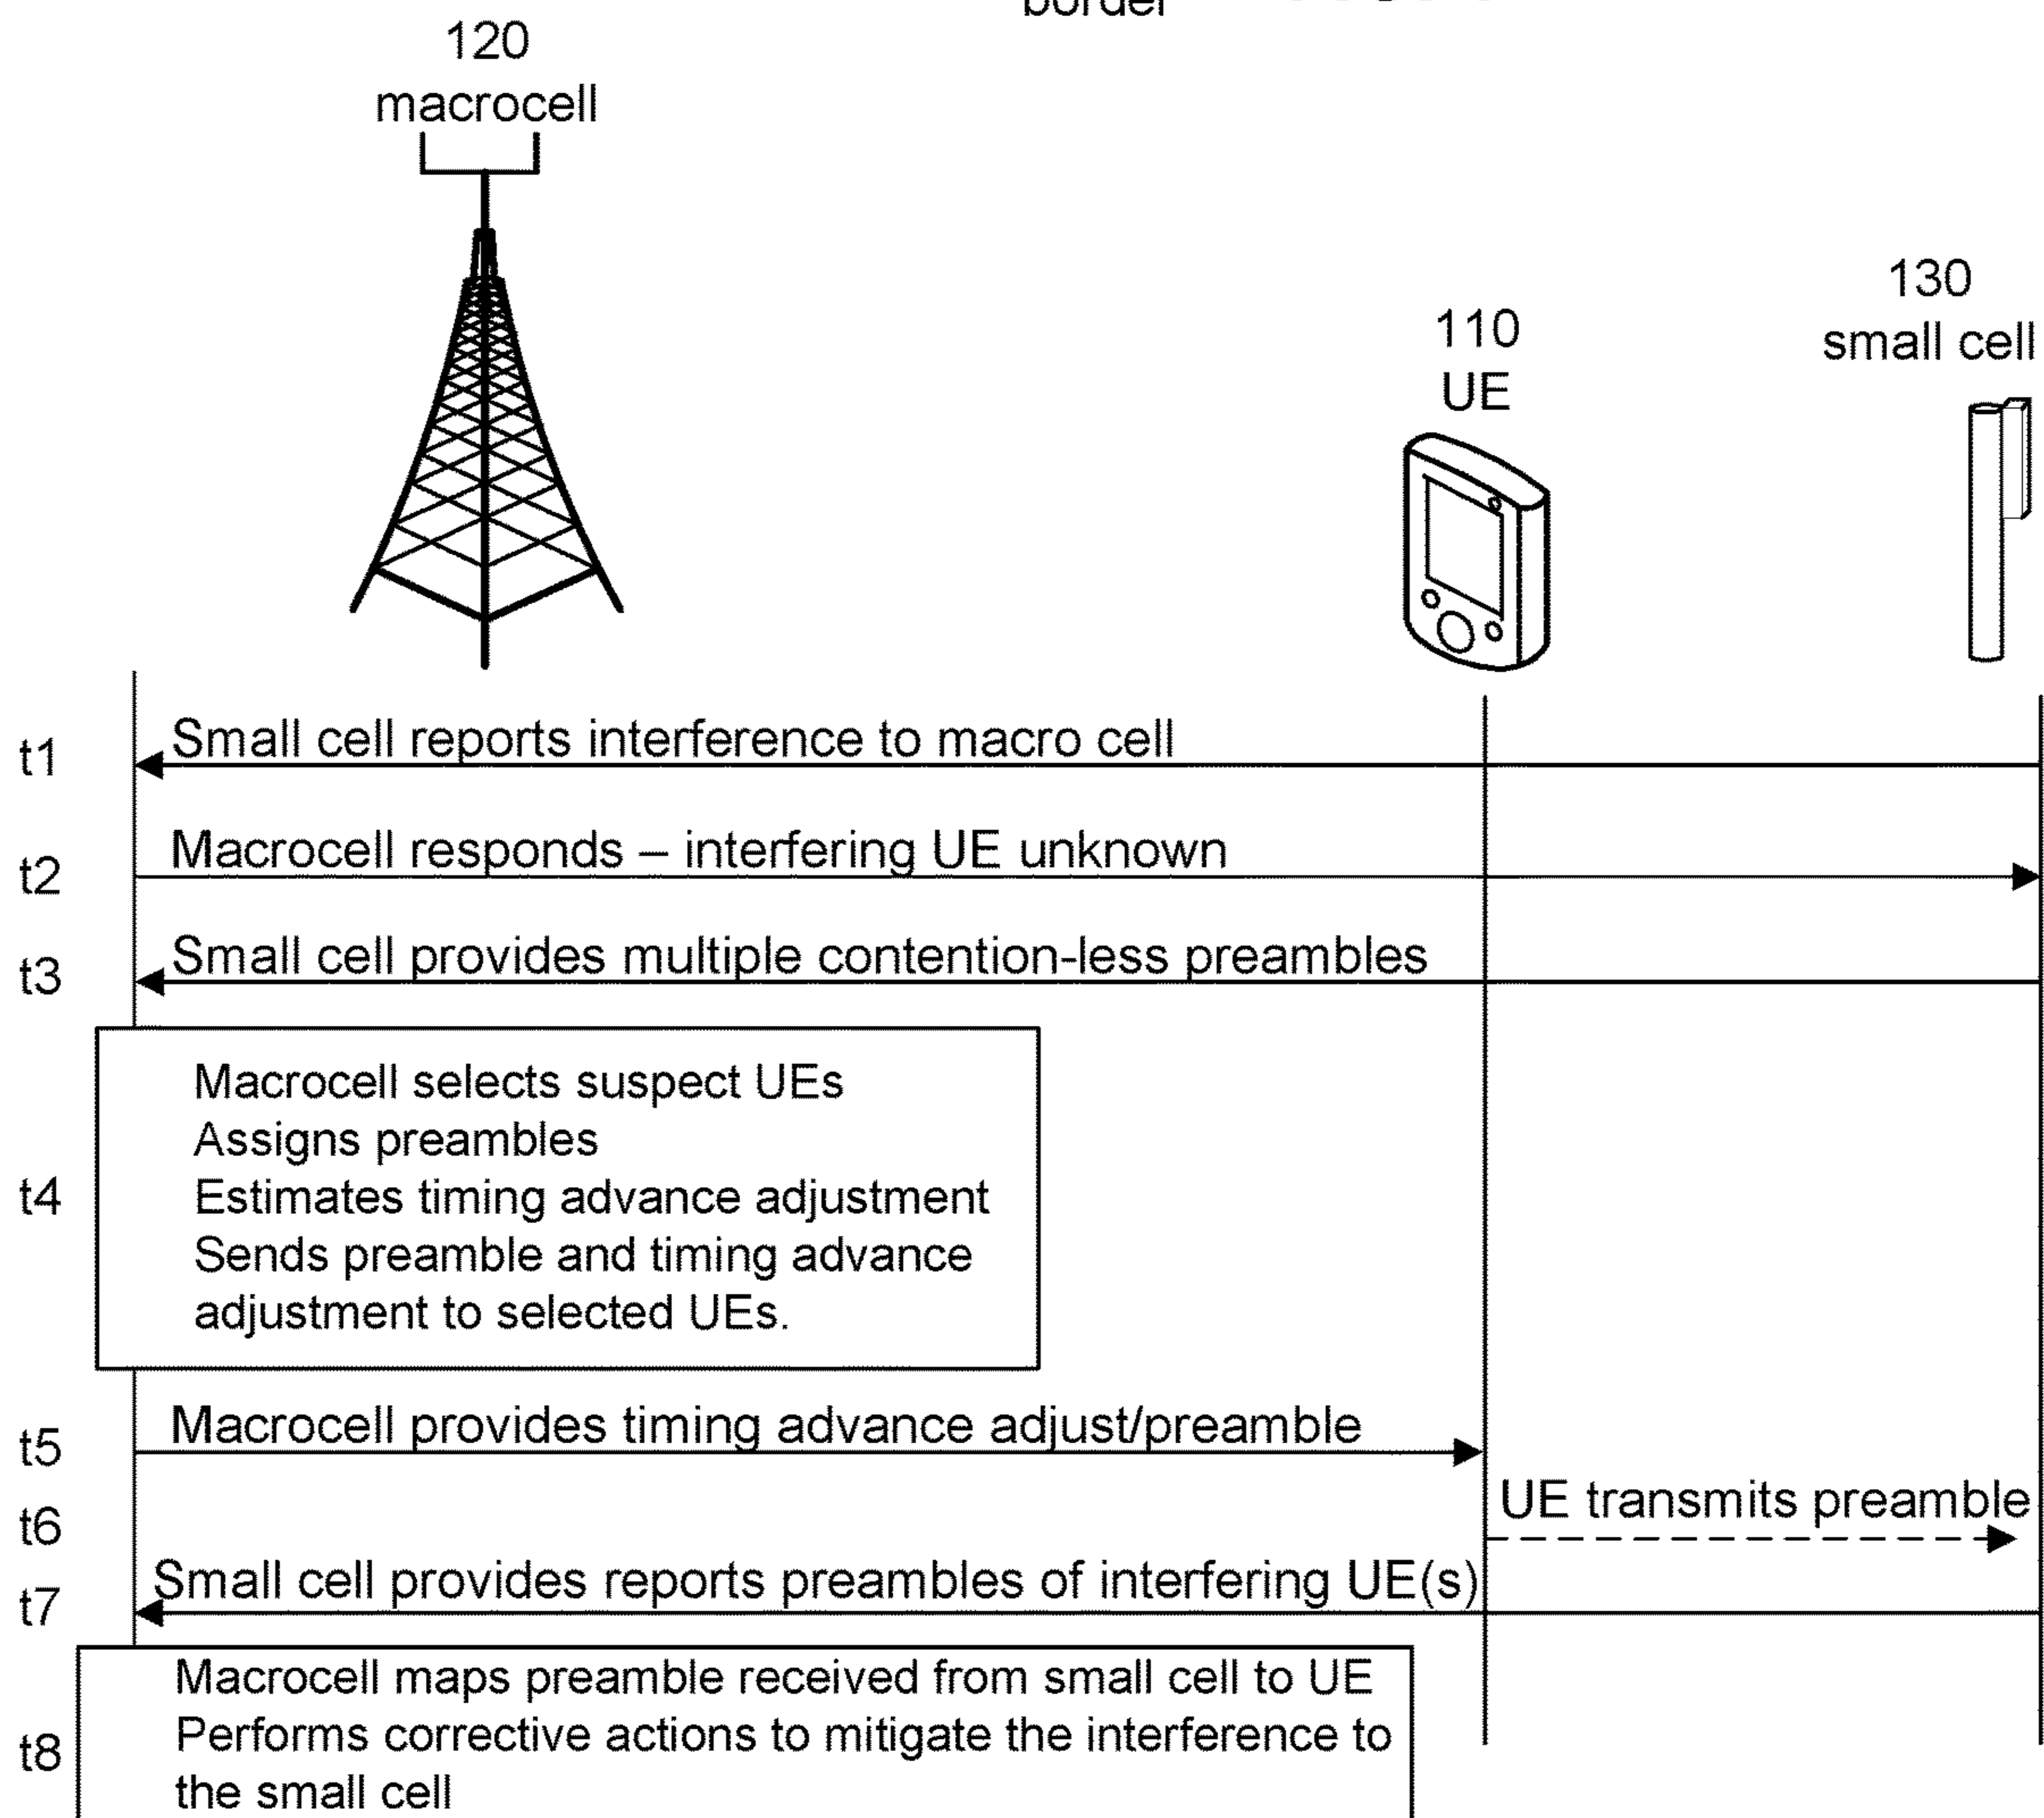 border
120
macrocell
110
UE
130
small cell
t1 Small cell reports interference to macro cell
t2 Macrocell responds – interfering UE unknown
t3 Small cell provides multiple contention-less preambles
t4
Macrocell selects suspect UEs
Assigns preambles
Estimates timing advance adjustment
Sends preamble and timing advance
adjustment to selected UEs.
t5 Macrocell provides timing advance adjust/preamble
t6 UE transmits preamble
t7 Small cell provides reports preambles of interfering UE(s)
t8
Macrocell maps preamble received from small cell to UE
Performs corrective actions to mitigate the interference to
the small cell